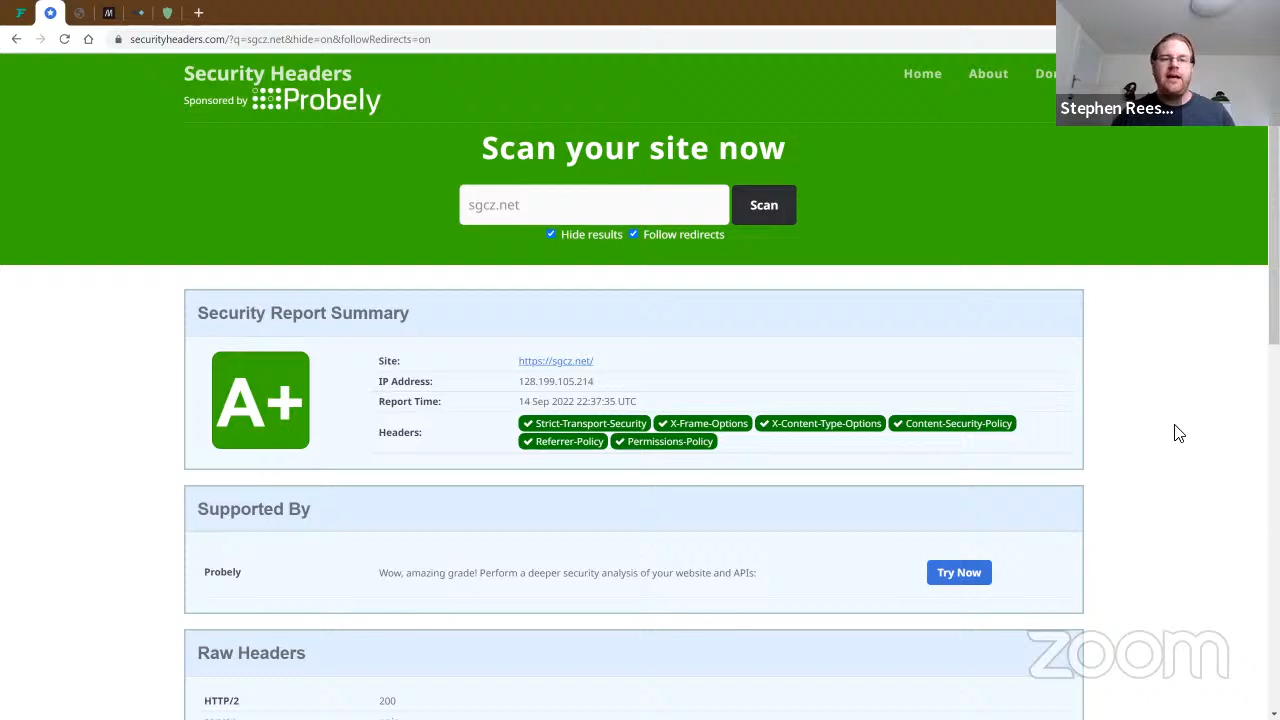 securityheaders.com/?q=sgcz.net&hide=on&followRedirects=on
Security Headers
Sponsored by Probely
Home About
Stephen Rees...
Scan your site now
sgcz.net Scan
Hide results Follow redirects
Security Report Summary
A+
Site: https://sgcz.net/
IP Address: 128.199.105.214
Report Time: 14 Sep 2022 22:37:35 UTC
Headers: Strict-Transport-Security X-Frame-Options X-Content-Type-Options Content-Security-Policy
Referrer-Policy Permissions-Policy
Supported By
Probely Wow, amazing grade! Perform a deeper security analysis of your website and APIs: Try Now
zoom
Raw Headers
HTTP/2 200